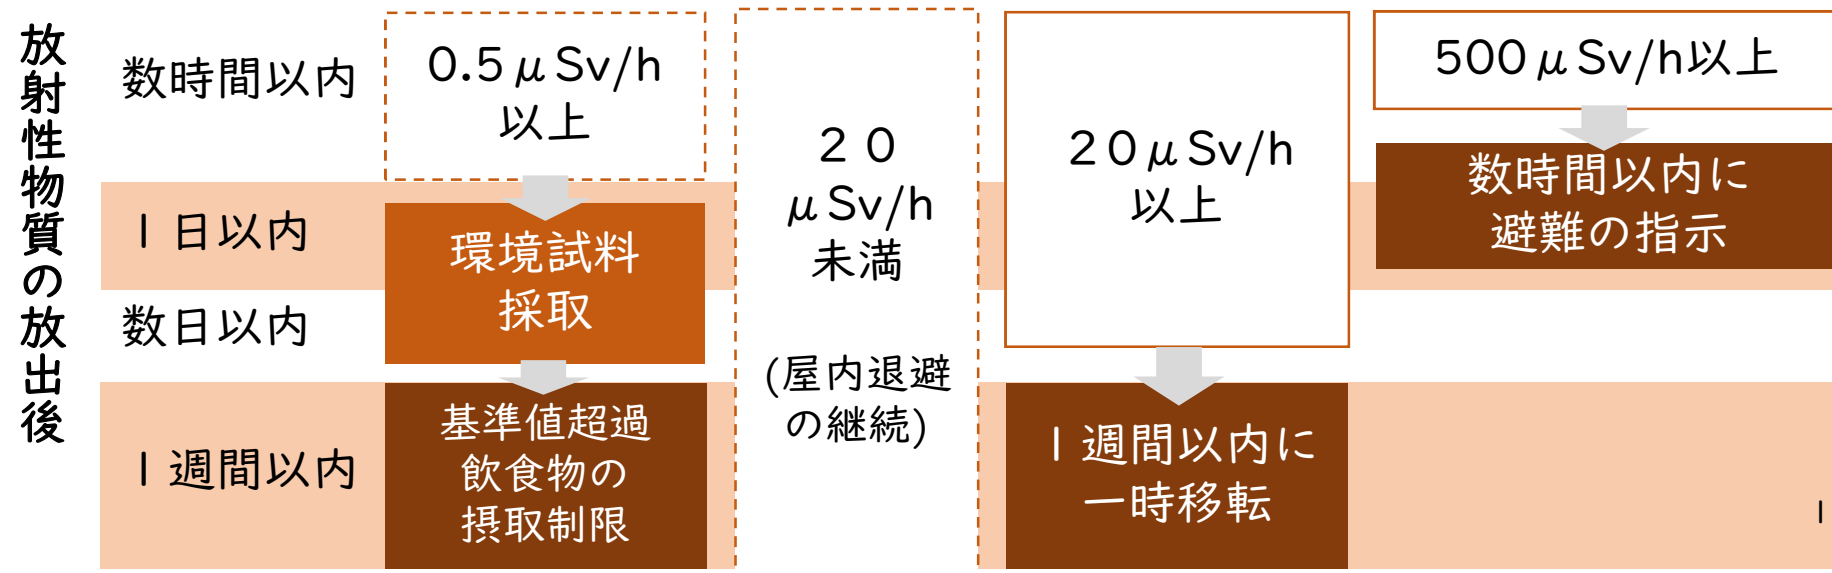 放射性物質の放出後
数時間以内
1日以内
数日以内
1週間以内
0.5μSv/h
以上
環境試料
採取
基準値超過
飲食物の
摂取制限
20
μSv/h
未満
(屋内退避
の継続)
20μSv/h
以上
1週間以内に
一時移転
500μSv/h以上
数時間以内に
避難の指示
1